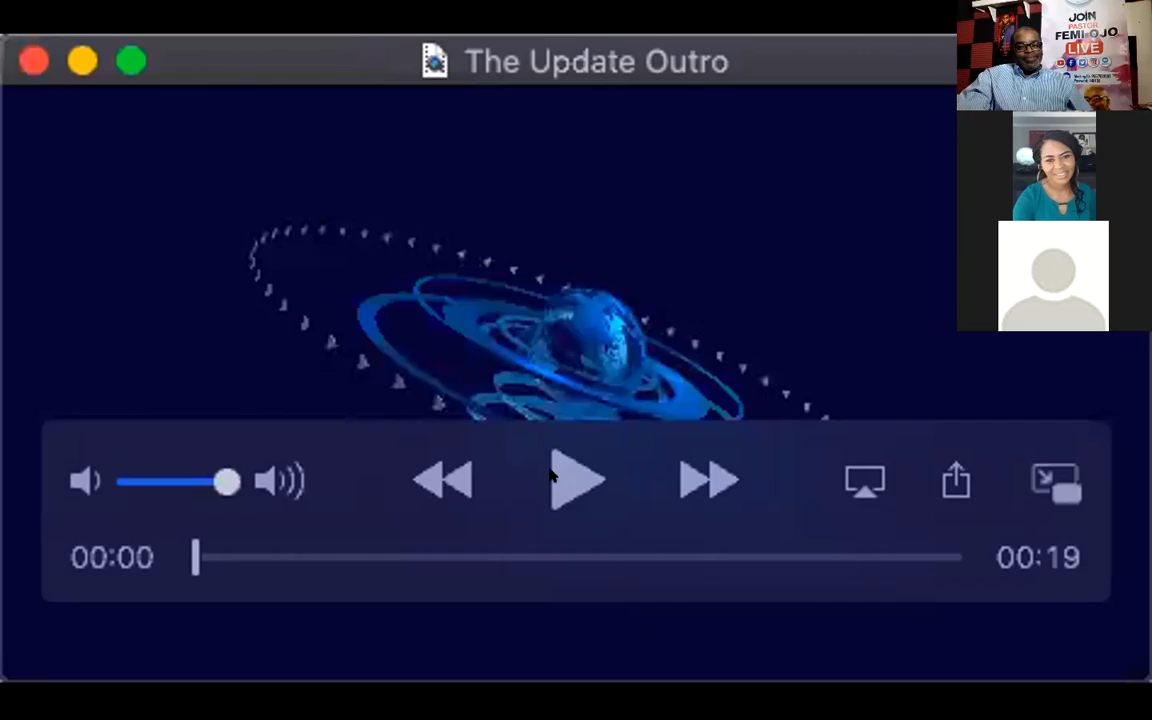 The Update Outro
JOIN
PASTOR
FEMI OJO
LIVE
00:00
00:19